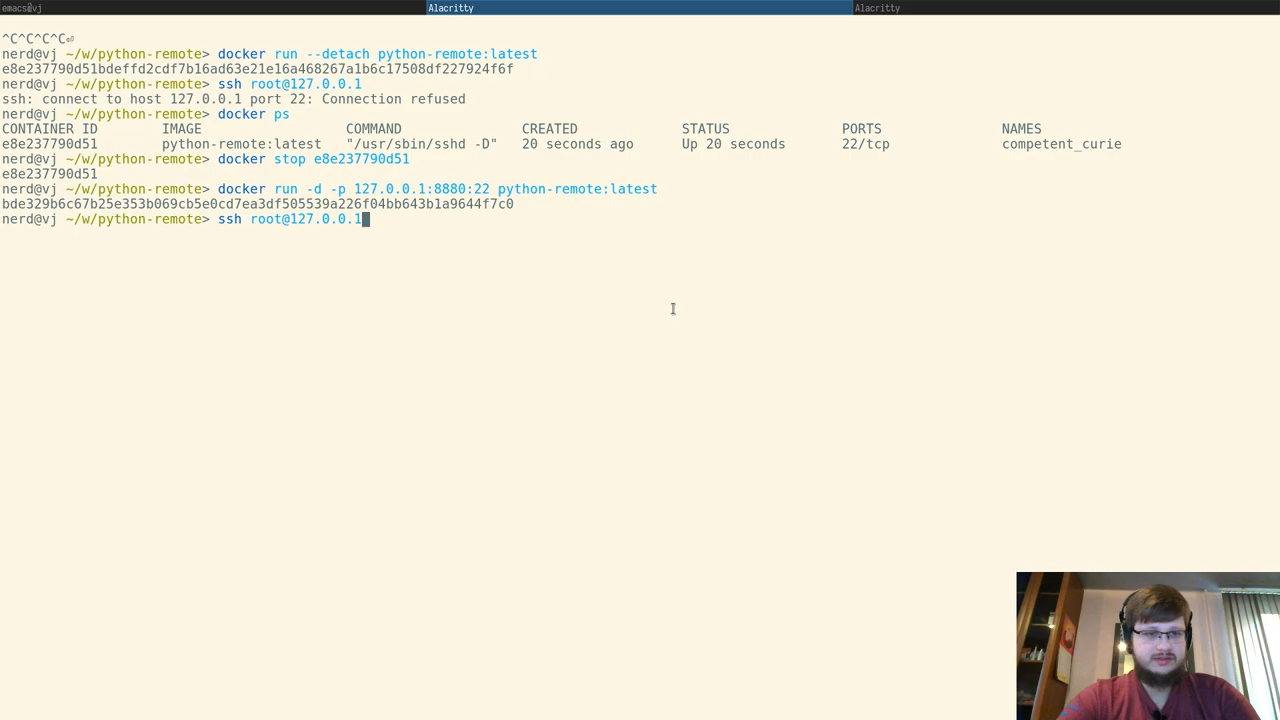 emacs@vj Alacritty Alacritty
^C^C^C^C⏎
nerd@vj ~/w/python-remote> docker run --detach python-remote:latest
e8e237790d51bdeffd2cdf7b16ad63e21e16a468267a1b6c17508df227924f6f
nerd@vj ~/w/python-remote> ssh root@127.0.0.1
ssh: connect to host 127.0.0.1 port 22: Connection refused
nerd@vj ~/w/python-remote> docker ps
CONTAINER ID IMAGE COMMAND CREATED STATUS PORTS NAMES
e8e237790d51 python-remote:latest "/usr/sbin/sshd -D" 20 seconds ago Up 20 seconds 22/tcp competent_curie
nerd@vj ~/w/python-remote> docker stop e8e237790d51
e8e237790d51
nerd@vj ~/w/python-remote> docker run -d -p 127.0.0.1:8880:22 python-remote:latest
bde329b6c67b25e353b069cb5e0cd7ea3df505539a226f04bb643b1a9644f7c0
nerd@vj ~/w/python-remote> ssh root@127.0.0.1